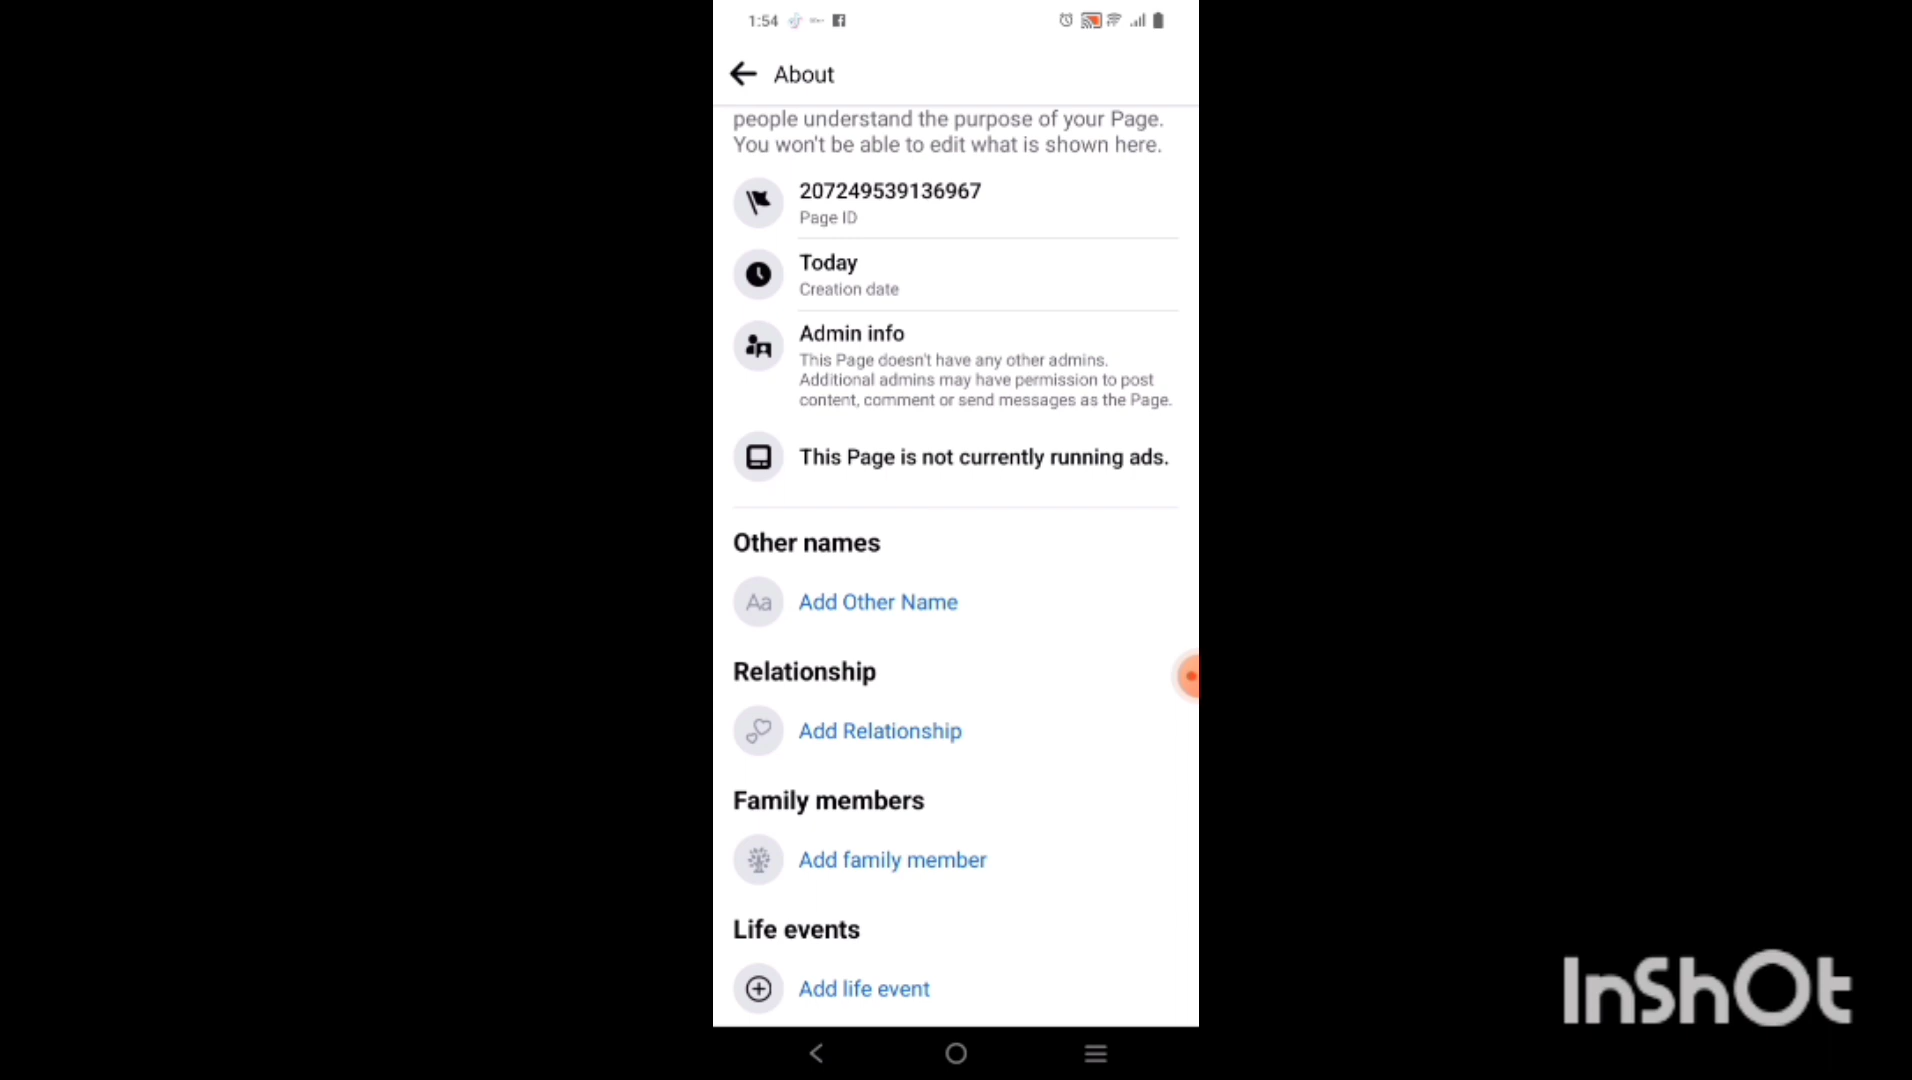 1:54
About
people understand the purpose of your Page.
You won't be able to edit what is shown here.
207249539136967
Page ID
Today
Creation date
Admin info
This Page doesn't have any other admins.
Additional admins may have permission to post
content, comment or send messages as the Page.
This Page is not currently running ads.
Other names
Aa Add Other Name
Relationship
Add Relationship
Family members
Add family member
Life events
Add life event
InShOt